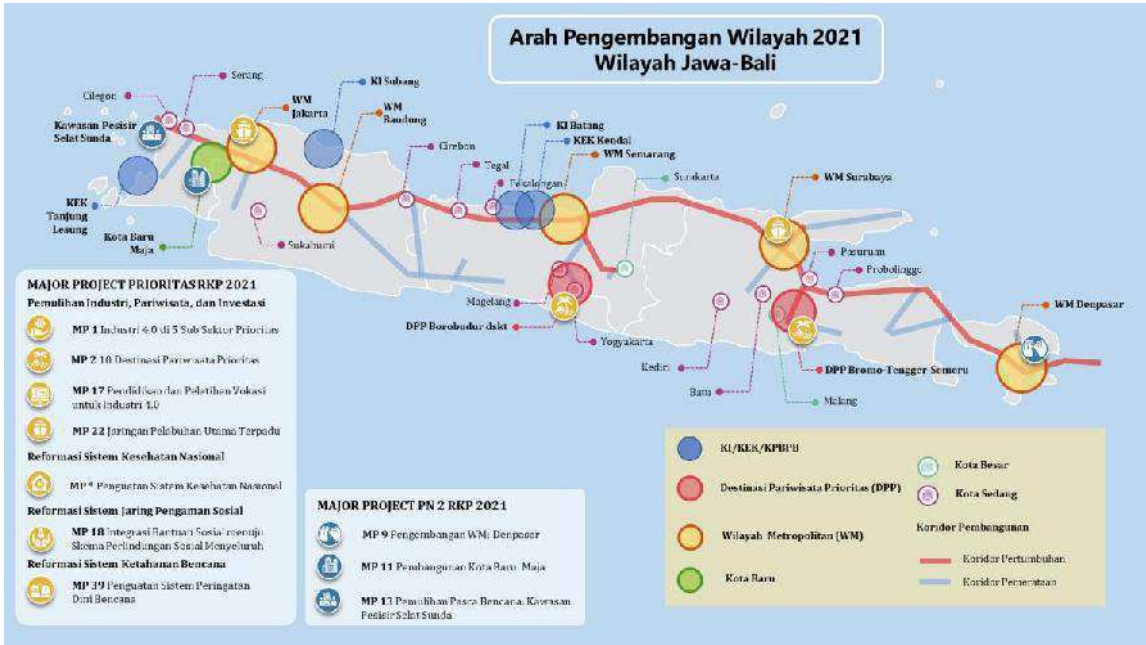 Arah Pengembangan Wilayah 2021
Wilayah Jawa-Bali
Serang
Cilegon
KI Subang
WM
Jakarta
WM
Bandung
Kawasan Pesisir
Selat Sunda
KI Batang
KEK Kendal
Cirebon
WM Semarang
Tegal
Pekalongan
Surakarta
WM Surabaya
KEK
Tanjung
Lesung
Kota Baru
Maja
Sukabumi
Pasuruan
Probolinggo
Magelang
DPP Borobudur dskt
Yogyakarta
WM Denpasar
Kediri
DPP Bromo-Tengger-Semeru
Batu
Malang
MAJOR PROJECT PRIORITAS RKP 2021
Pemulihan Industri, Pariwisata, dan Investasi
MP 1 Industri 4.0 di 5 Sub Sektor Prioritas
MP 2 10 Destinasi Pariwisata Prioritas
MP 17 Pendidikan dan Pelatihan Vokasi
untuk industri 4.0
MP 22 Jaringan Pelabuhan Utama Terpadu
Reformasi Sistem Kesehatan Nasional
MP * Penguatan Sistem Kesehatan Nasional
Reformasi Sistem Jaring Pengaman Sosial
MP 18 Integrasi Bantuan Sosial menuju
Skema Perlindungan Sosial Menyeluruh
Reformasi Sistem Ketahanan Bencana
MP 39 Penguatan Sistem Peringatan
Dini Bencana
MAJOR PROJECT PN 2 RKP 2021
MP 9 Pengembangan WM: Denpasar
MP 11 Pembangunan Kota Baru: Maja
MP 13 Pemulihan Pasca Bencana: Kawasan
Pesisir Selat Sunda
KI/KEK/KPBPB
Destinasi Pariwisata Prioritas (DPP)
Wilayah Metropolitan (WM)
Kota Baru
Kota Besar
Kota Sedang
Koridor Pembangunan
Koridor Pertumbuhan
Koridor Pemerataan